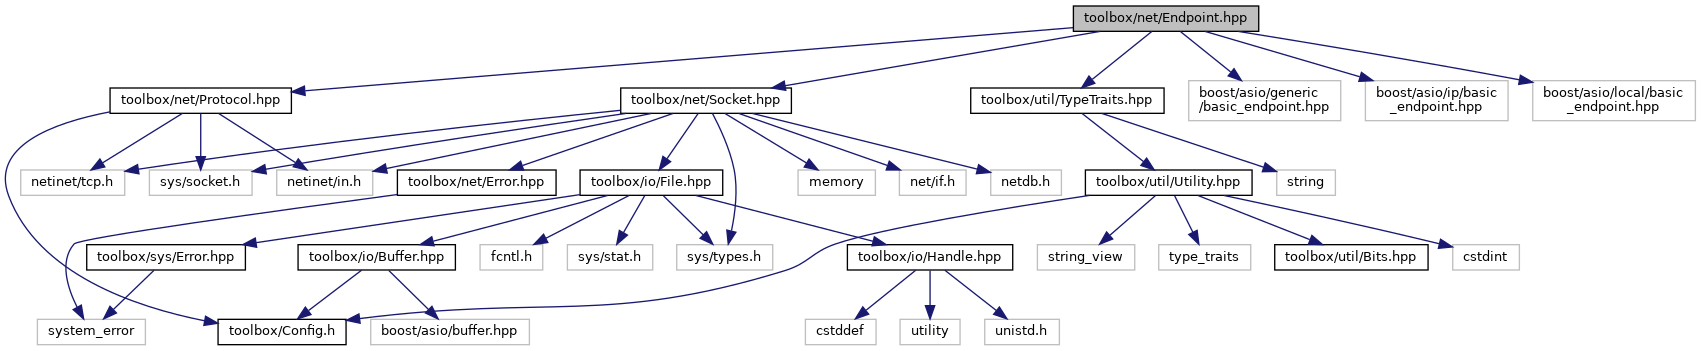 toolbox/net/Endpoint.hpp
toolbox/net/Protocol.hpp
toolbox/net/Socket.hpp
toolbox/util/TypeTraits.hpp
boost/asio/generic
/basic_endpoint.hpp
boost/asio/ip/basic
_endpoint.hpp
boost/asio/local/basic
_endpoint.hpp
netinet/tcp.h
sys/socket.h
netinet/in.h
toolbox/net/Error.hpp
toolbox/io/File.hpp
memory
net/if.h
netdb.h
toolbox/util/Utility.hpp
string
toolbox/sys/Error.hpp
toolbox/io/Buffer.hpp
fcntl.h
sys/stat.h
sys/types.h
toolbox/io/Handle.hpp
string_view
type_traits
toolbox/util/Bits.hpp
cstdint
system_error
toolbox/Config.h
boost/asio/buffer.hpp
cstddef
utility
unistd.h